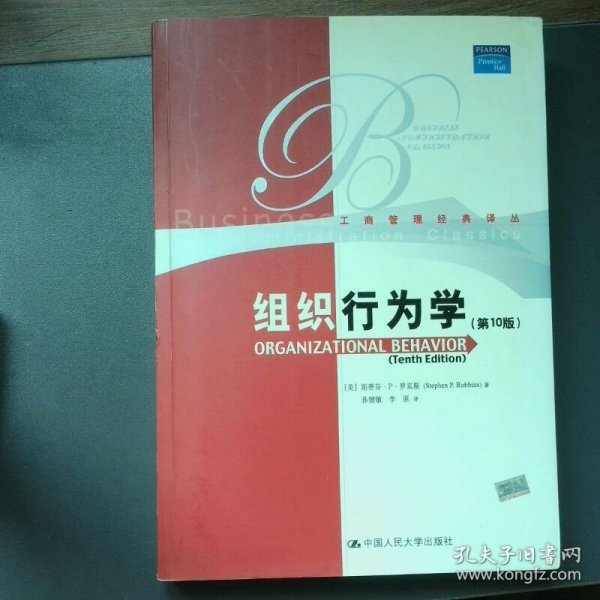 PEARSON
Prentice
Hall
B
BUSINESS
ADMINISTRATION
CLASSICS
Business
工商管理经典译丛
Administration Classics
组织行为学(第10版)
ORGANIZATIONAL BEHAVIOR
(Tenth Edition)
[美] 斯蒂芬·P·罗宾斯 (Stephen P. Robbins) 著
孙健敏 李 原 译
中国人民大学出版社
孔夫子旧书网
www.kongfz.com